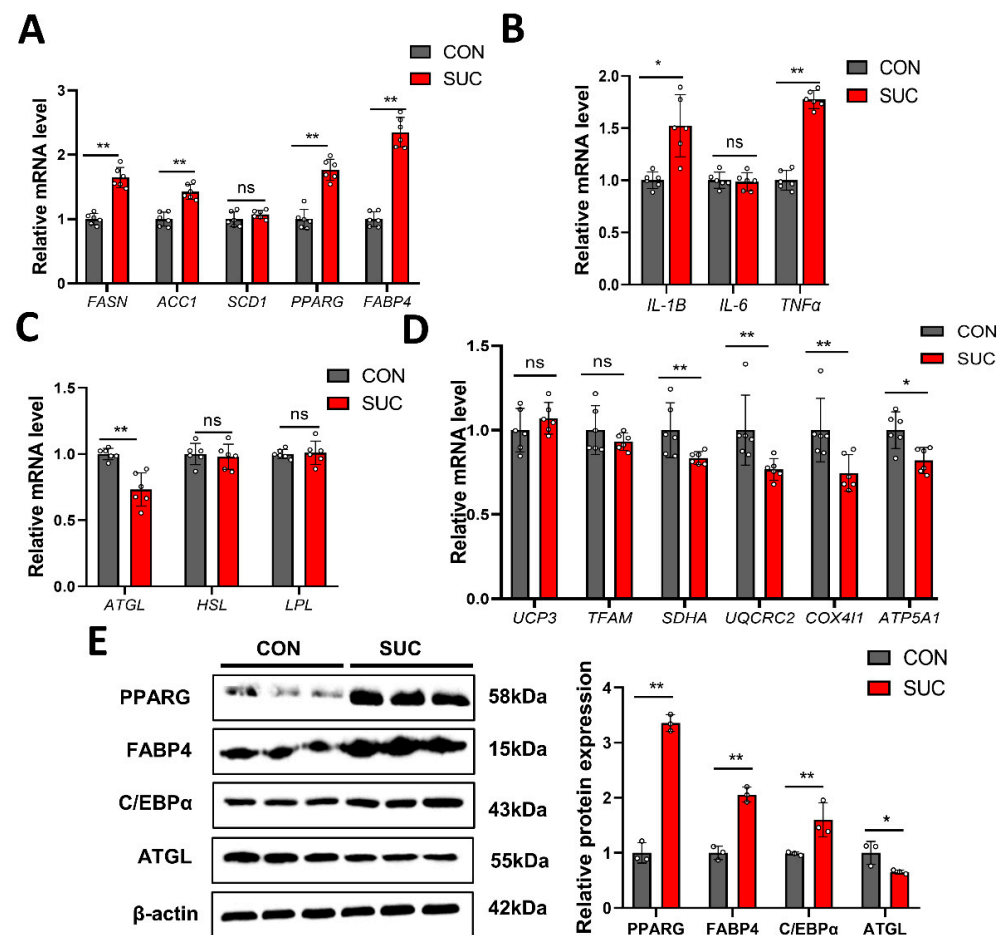 A
CON
SUC
Relative mRNA level
3
2
1
0
** ** ns ** **
FASN ACC1 SCD1 PPARG FABP4
B
CON
SUC
Relative mRNA level
2.0
1.5
1.0
0.5
0.0
* ns **
IL-1B IL-6 TNFα
C
CON
SUC
Relative mRNA level
1.5
1.0
0.5
0.0
** ns ns
ATGL HSL LPL
D
CON
SUC
Relative mRNA level
1.5
1.0
0.5
0.0
ns ns ** ** ** *
UCP3 TFAM SDHA UQCRC2 COX4I1 ATP5A1
E
CON SUC
PPARG 58kDa
FABP4 15kDa
C/EBPα 43kDa
ATGL 55kDa
β-actin 42kDa
CON
SUC
Relative protein expression
4
3
2
1
0
** ** ** *
PPARG FABP4 C/EBPα ATGL